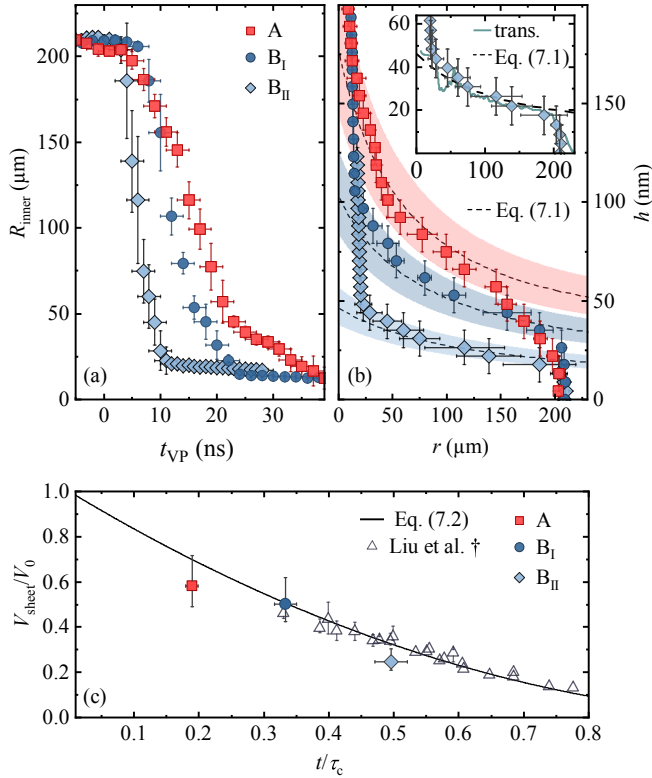 200
150
100
50
0
R_inner (μm)
A
B_I
B_II
(a)
0 10 20 30
t_VP (ns)
60
40
20
0 100 200
trans.
Eq. (7.1)
Eq. (7.1)
(b)
150
100
50
0
h (nm)
0 50 100 150 200
r (μm)
1.0
0.8
0.6
0.4
0.2
0.0
V_sheet/V_0
Eq. (7.2)
Liu et al. †
A
B_I
B_II
(c)
0.1 0.2 0.3 0.4 0.5 0.6 0.7 0.8
t/τ_c